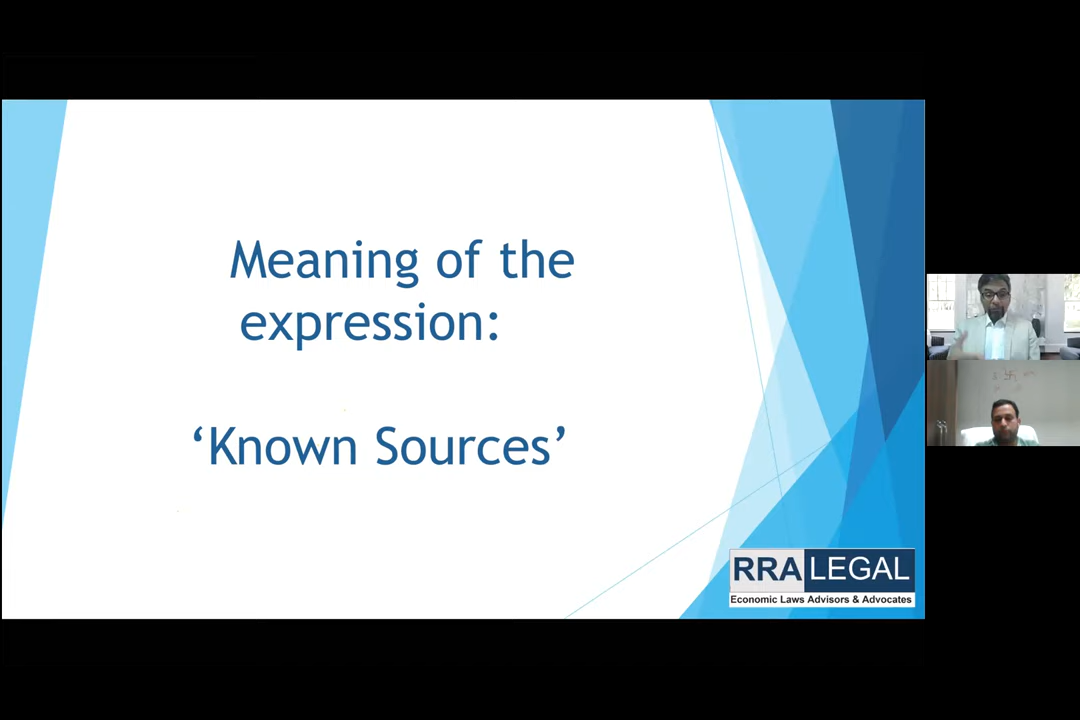 Meaning of the
expression:
‘Known Sources’
RRA LEGAL
Economic Laws Advisors & Advocates